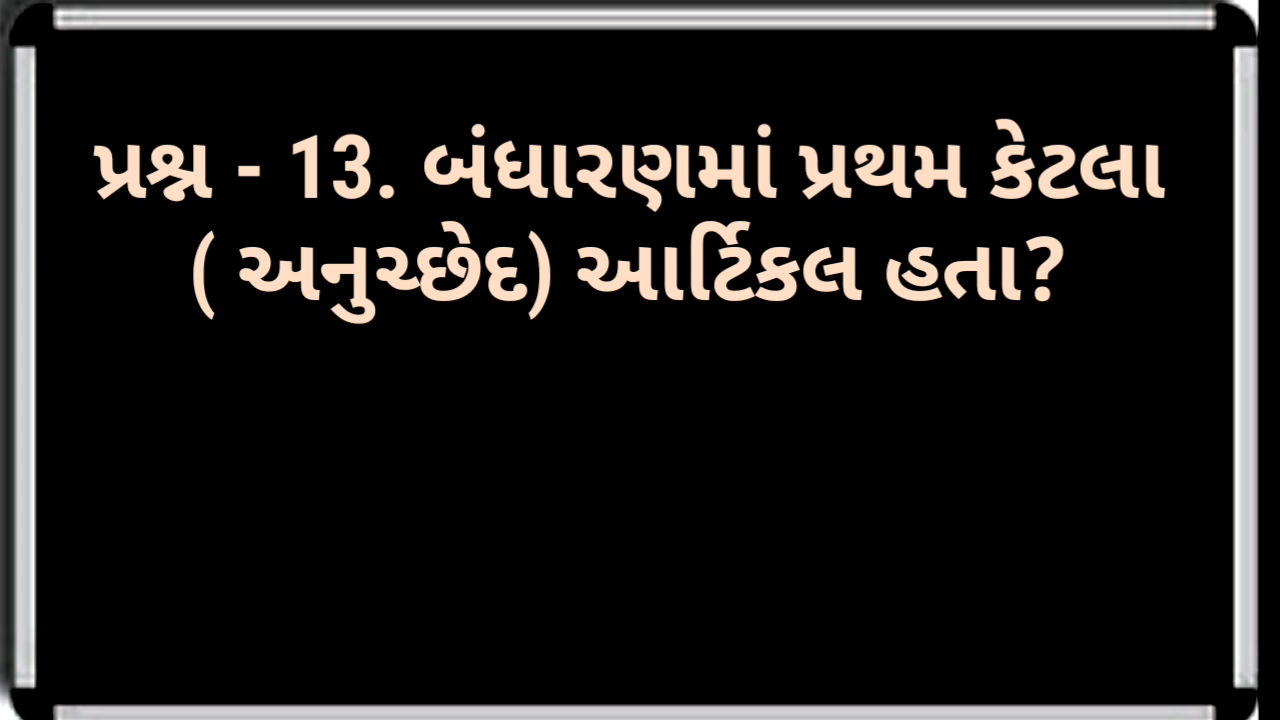 પ્રશ્ન - 13. બંધારણમાં પ્રથમ કેટલા
( અનુચ્છેદ) આર્ટિકલ હતા?